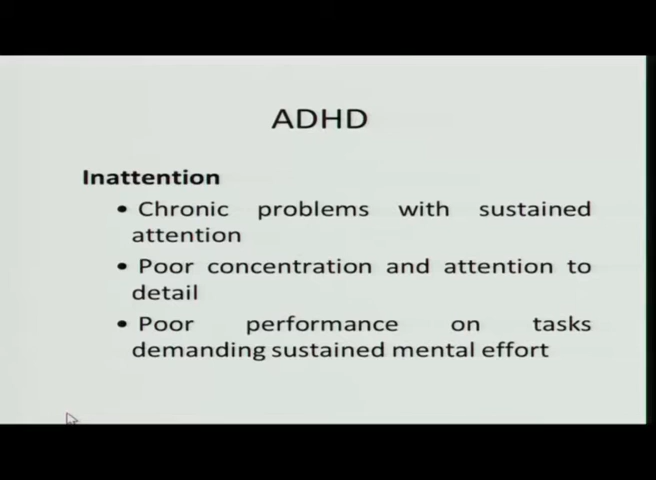 ADHD
Inattention
• Chronic problems with sustained
attention
• Poor concentration and attention to
detail
• Poor performance on tasks
demanding sustained mental effort